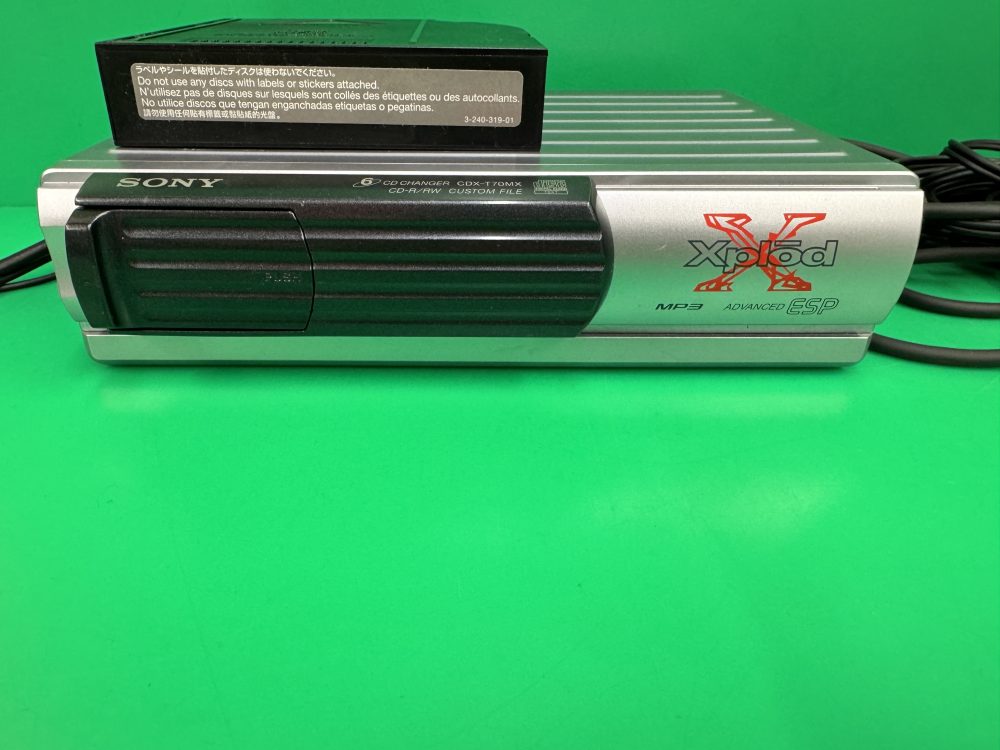 ラベルやシールを貼付したディスクは使わないでください。
Do not use any discs with labels or stickers attached.
N'utilisez pas de disques sur lesquels sont collés des étiquettes ou des autocollants.
No utilice discos que tengan enganchadas etiquetas o pegatinas.
請勿使用任何貼有標籤或黏貼紙的光盤。
3-240-319-01
SONY
6 CD CHANGER CDX-T70MX
CD-R/RW CUSTOM FILE
PUSH
Xplōd
MP3 ADVANCED ESP